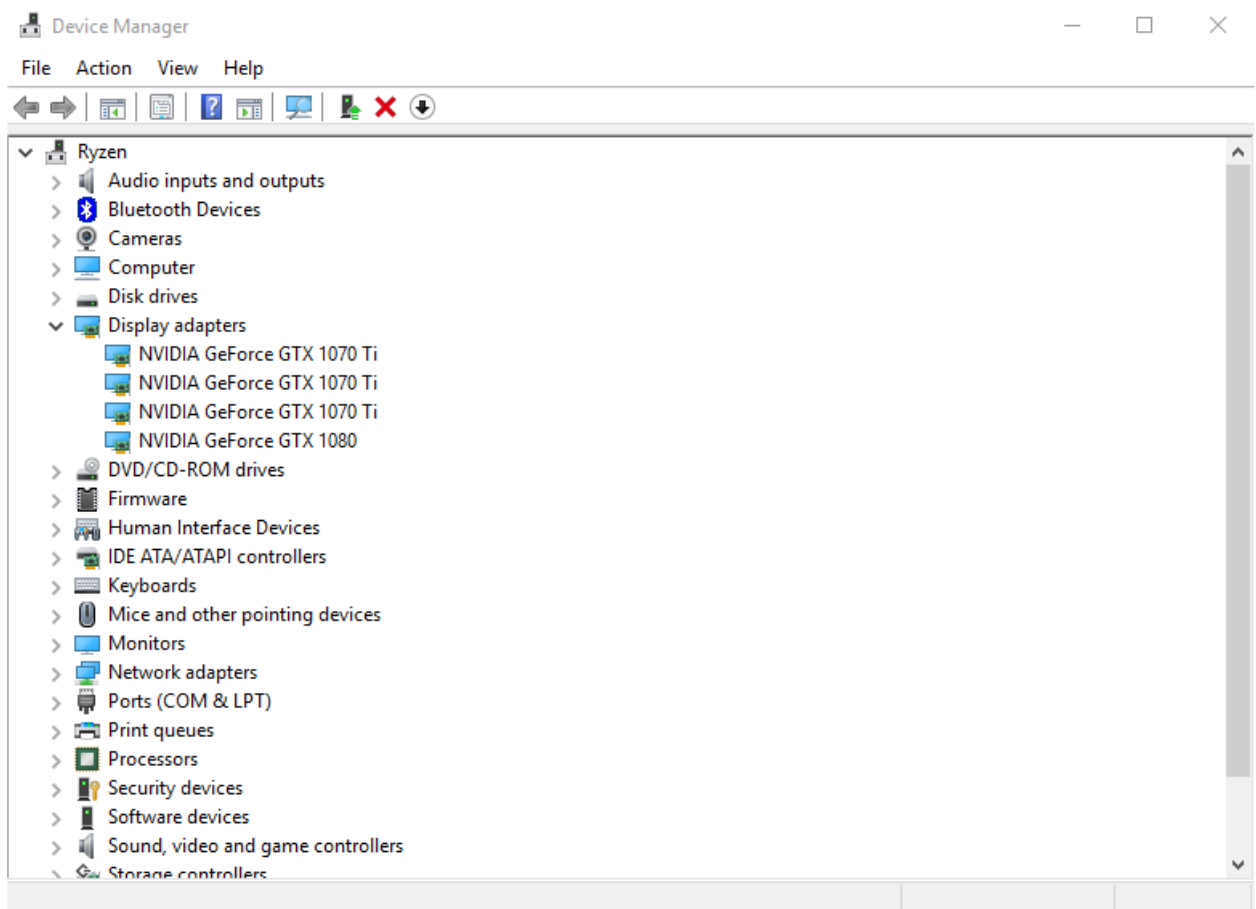 Device Manager
File Action View Help
Ryzen
Audio inputs and outputs
Bluetooth Devices
Cameras
Computer
Disk drives
Display adapters
NVIDIA GeForce GTX 1070 Ti
NVIDIA GeForce GTX 1070 Ti
NVIDIA GeForce GTX 1070 Ti
NVIDIA GeForce GTX 1080
DVD/CD-ROM drives
Firmware
Human Interface Devices
IDE ATA/ATAPI controllers
Keyboards
Mice and other pointing devices
Monitors
Network adapters
Ports (COM & LPT)
Print queues
Processors
Security devices
Software devices
Sound, video and game controllers
Storage controllers